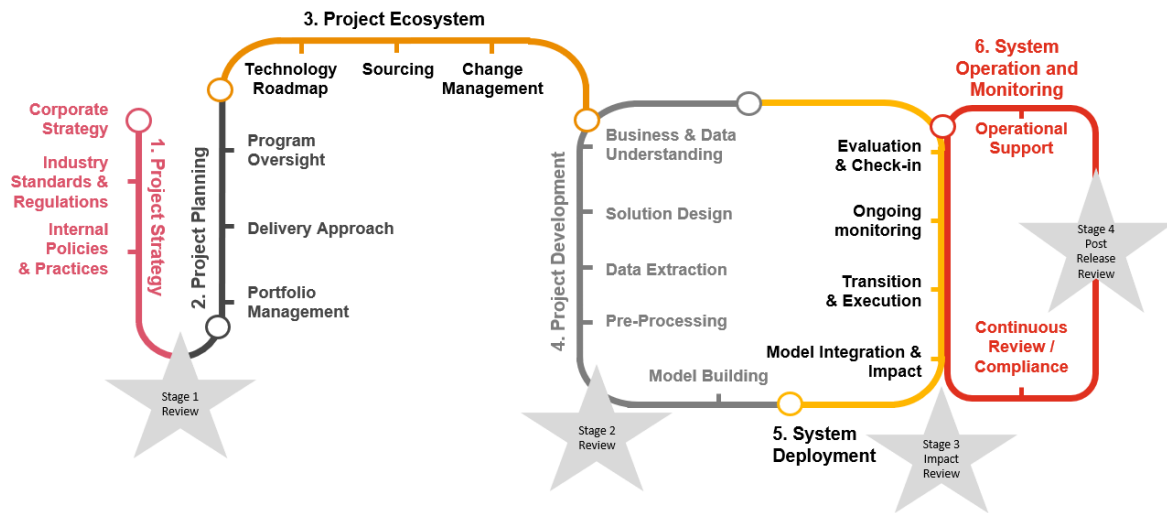 3. Project Ecosystem
Technology
Roadmap
Sourcing
Change
Management
Corporate
Strategy
Industry
Standards &
Regulations
Internal
Policies
& Practices
1. Project Strategy
2. Project Planning
Program
Oversight
Delivery Approach
Portfolio
Management
Stage 1
Review
4. Project Development
Business & Data
Understanding
Solution Design
Data Extraction
Pre-Processing
Model Building
Stage 2
Review
5. System
Deployment
Evaluation
& Check-in
Ongoing
monitoring
Transition
& Execution
Model Integration &
Impact
Stage 3
Impact
Review
6. System
Operation and
Monitoring
Operational
Support
Stage 4
Post
Release
Review
Continuous
Review /
Compliance